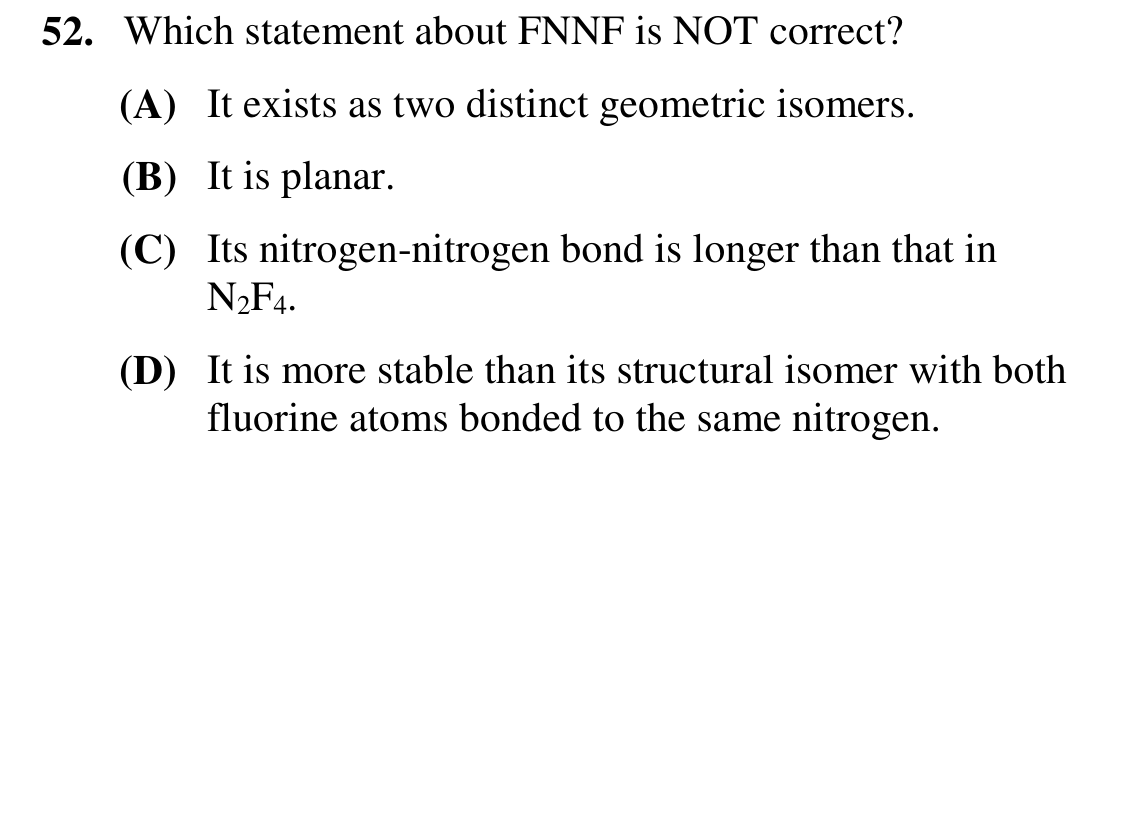 52. Which statement about FNNF is NOT correct?
(A) It exists as two distinct geometric isomers.
(B) It is planar.
(C) Its nitrogen-nitrogen bond is longer than that in
N₂F₄.
(D) It is more stable than its structural isomer with both
fluorine atoms bonded to the same nitrogen.